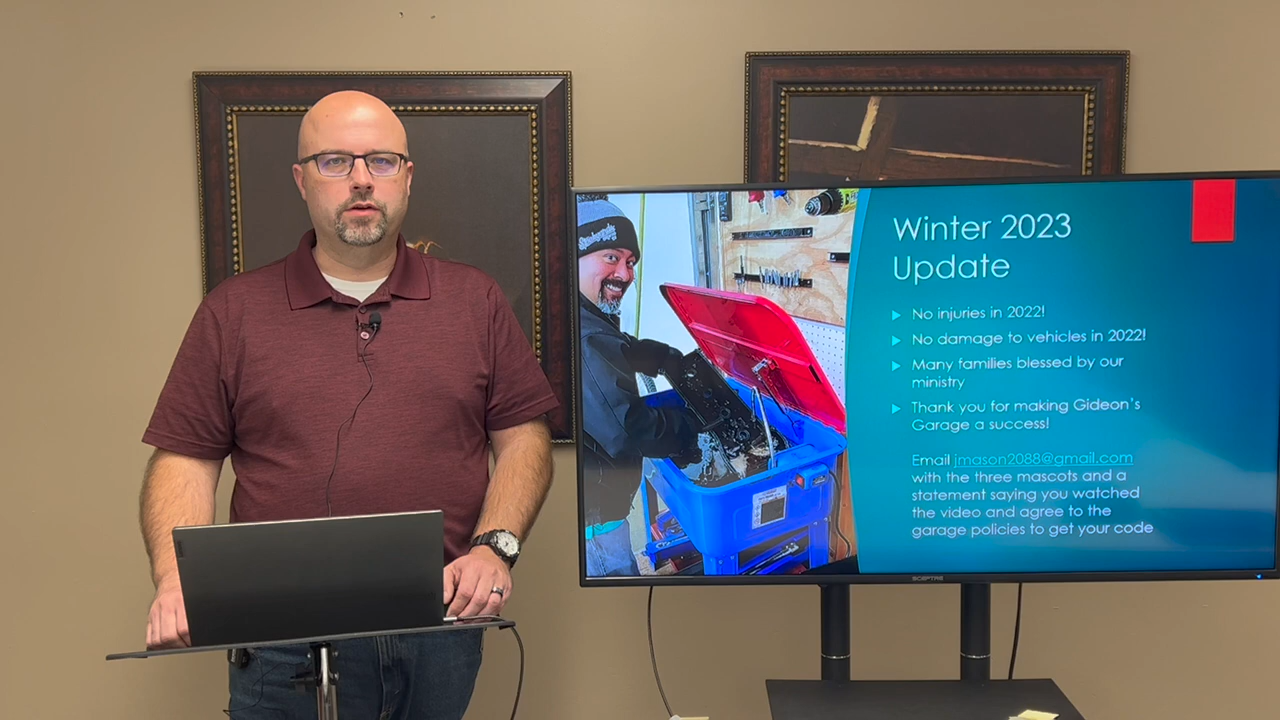 Winter 2023
Update
No injuries in 2022!
No damage to vehicles in 2022!
Many families blessed by our
ministry
Thank you for making Gideon's
Garage a success!
Email jmason2088@gmail.com
with the three mascots and a
statement saying you watched
the video and agree to the
garage policies to get your code
SCEPTRE